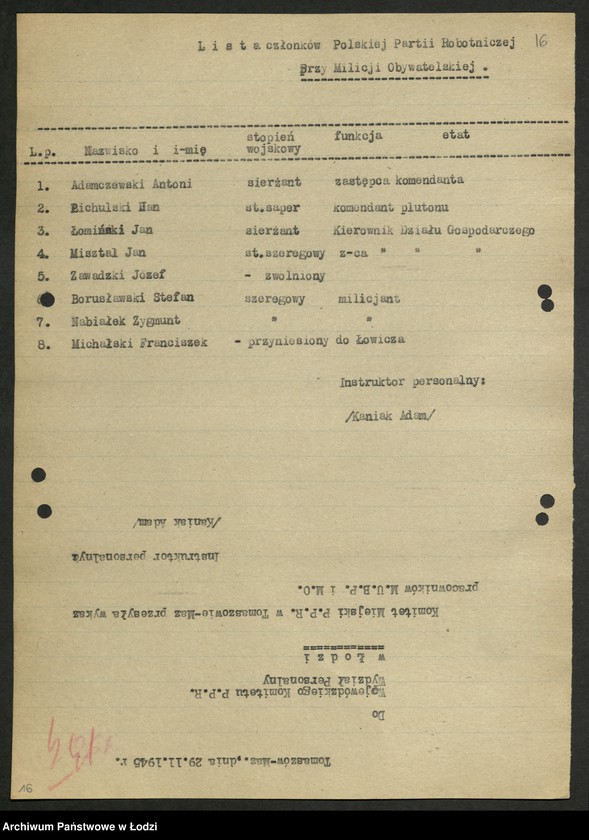 L i s t a członków Polskiej Partii Robotniczej 16
przy Milicji Obywatelskiej .
L.p. Nazwisko i i-mię stopień wojskowy funkcja etat
1. Adamczewski Antoni sierżant zastępca komendanta
2. Bichulski Han st.saper komendant plutonu
3. Łomiński Jan sierżant Kierownik Działu Gospodarczego
4. Misztal Jan st.szeregowy z-ca " " "
5. Zawadzki Józef - zwolniony
6. Borusławski Stefan szeregowy milicjant
7. Nabiałek Zygmunt " "
8. Michalski Franciszek - przyniesiony do Łowicza
Instruktor personalny:
/Kaniak Adam/
Tomaszów-Maz.,dnia 29.11.1945 r.
Do
Wojewódzkiego Komitetu P.P.R.
Wydział Personalny
w Ł o d z i
Komitet Miejski P.P.R. w Tomaszowie-Maz przesyła wykaz
pracowników M.U.B.P. i M.O.
Instruktor personalny
/Kaniak Adam/
16
Archiwum Państwowe w Łodzi